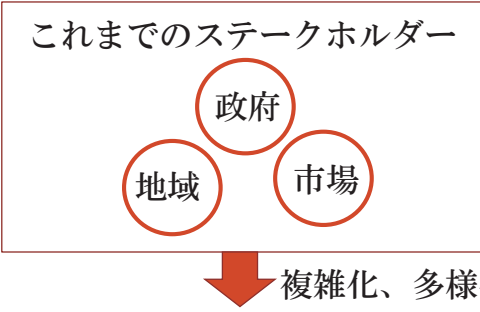 これまでのステークホルダー
政府
地域
市場
複雑化、多様